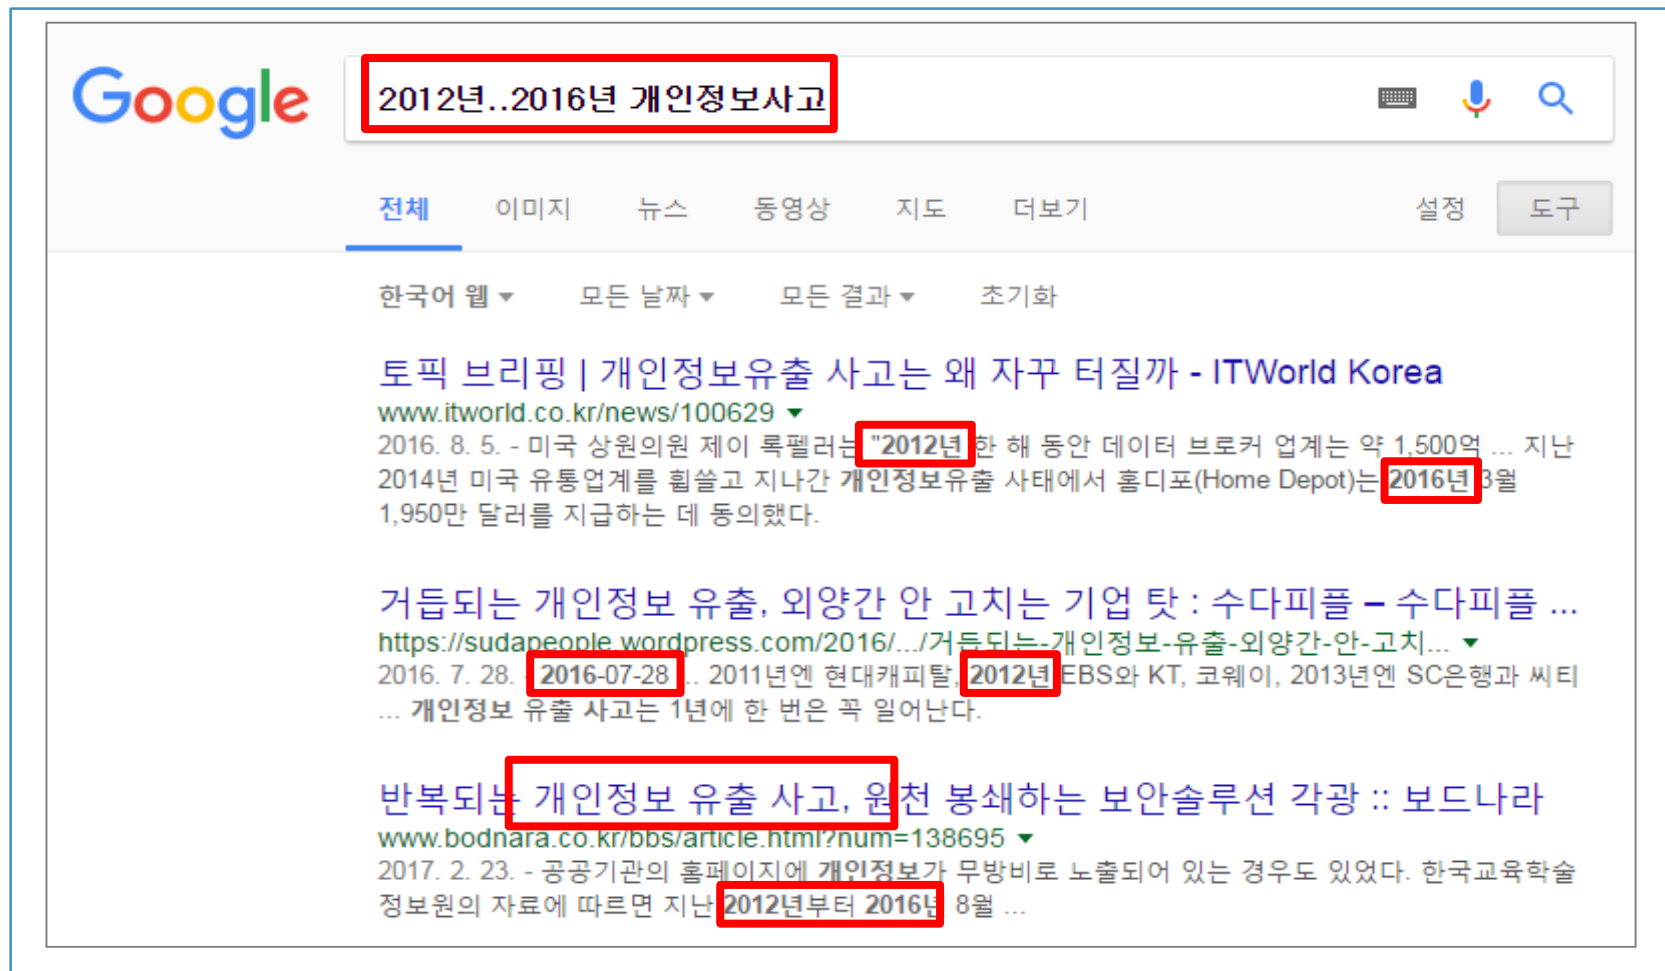 Google 2012년..2016년 개인정보사고
전체 이미지 뉴스 동영상 지도 더보기 설정 도구
한국어 웹 모든 날짜 모든 결과 초기화
토픽 브리핑 | 개인정보유출 사고는 왜 자꾸 터질까 - ITWorld Korea
www.itworld.co.kr/news/100629
2016. 8. 5. - 미국 상원의원 제이 록펠러는 "2012년 한 해 동안 데이터 브로커 업계는 약 1,500억 ... 지난
2014년 미국 유통업계를 휩쓸고 지나간 개인정보유출 사태에서 홈디포(Home Depot)는 2016년 3월
1,950만 달러를 지급하는 데 동의했다.
거듭되는 개인정보 유출, 외양간 안 고치는 기업 탓 : 수다피플 – 수다피플 ...
https://sudapeople.wordpress.com/2016/.../거듭되는-개인정보-유출-외양간-안-고치...
2016. 7. 28. - 2016-07-28 ... 2011년엔 현대캐피탈, 2012년 EBS와 KT, 코웨이, 2013년엔 SC은행과 씨티
... 개인정보 유출 사고는 1년에 한 번은 꼭 일어난다.
반복되는 개인정보 유출 사고, 원천 봉쇄하는 보안솔루션 각광 :: 보드나라
www.bodnara.co.kr/bbs/article.html?num=138695
2017. 2. 23. - 공공기관의 홈페이지에 개인정보가 무방비로 노출되어 있는 경우도 있었다. 한국교육학술
정보원의 자료에 따르면 지난 2012년부터 2016년 8월 ...